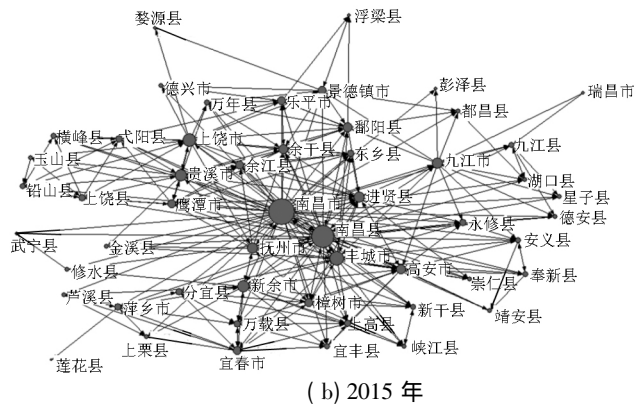 婺源县
浮梁县
德兴市
万年县
乐平市
景德镇市
彭泽县
瑞昌市
都昌县
横峰县
弋阳县
上饶市
鄱阳县
九江县
玉山县
余干县
东乡县
九江市
铅山县
上饶县
贵溪市
余江县
湖口县
星子县
鹰潭市
南昌市
进贤县
德安县
武宁县
金溪县
抚州市
南昌县
永修县
安义县
丰城市
修水县
高安市
崇仁县
奉新县
芦溪县
分宜县
新余市
樟树市
新干县
靖安县
萍乡市
万载县
上高县
上栗县
宜春市
宜丰县
峡江县
莲花县
(b) 2015 年